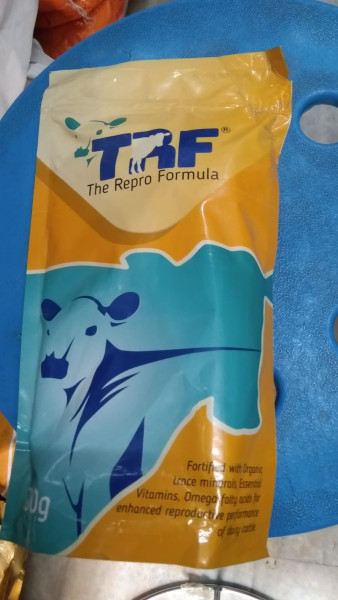 TRF®
The Repro Formula
Fortified with Organic
trace minerals, Essential
Vitamins, Omega fatty acids for
enhanced reproductive performance
of dairy cattle